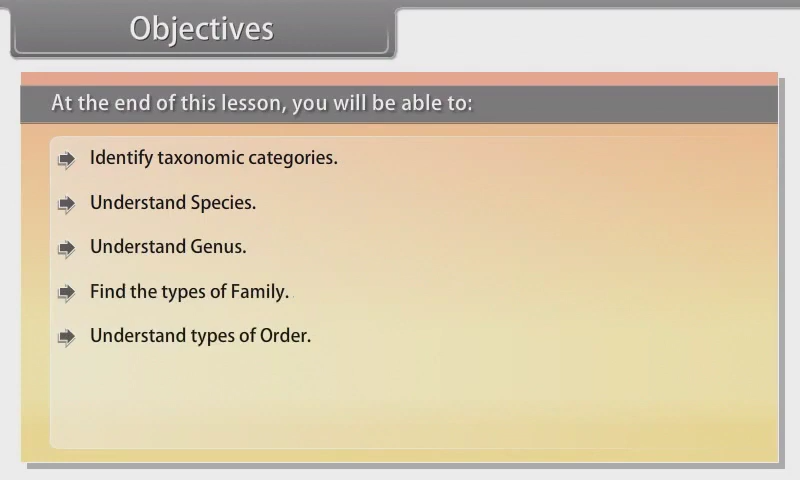 Objectives
At the end of this lesson, you will be able to:
Identify taxonomic categories.
Understand Species.
Understand Genus.
Find the types of Family.
Understand types of Order.